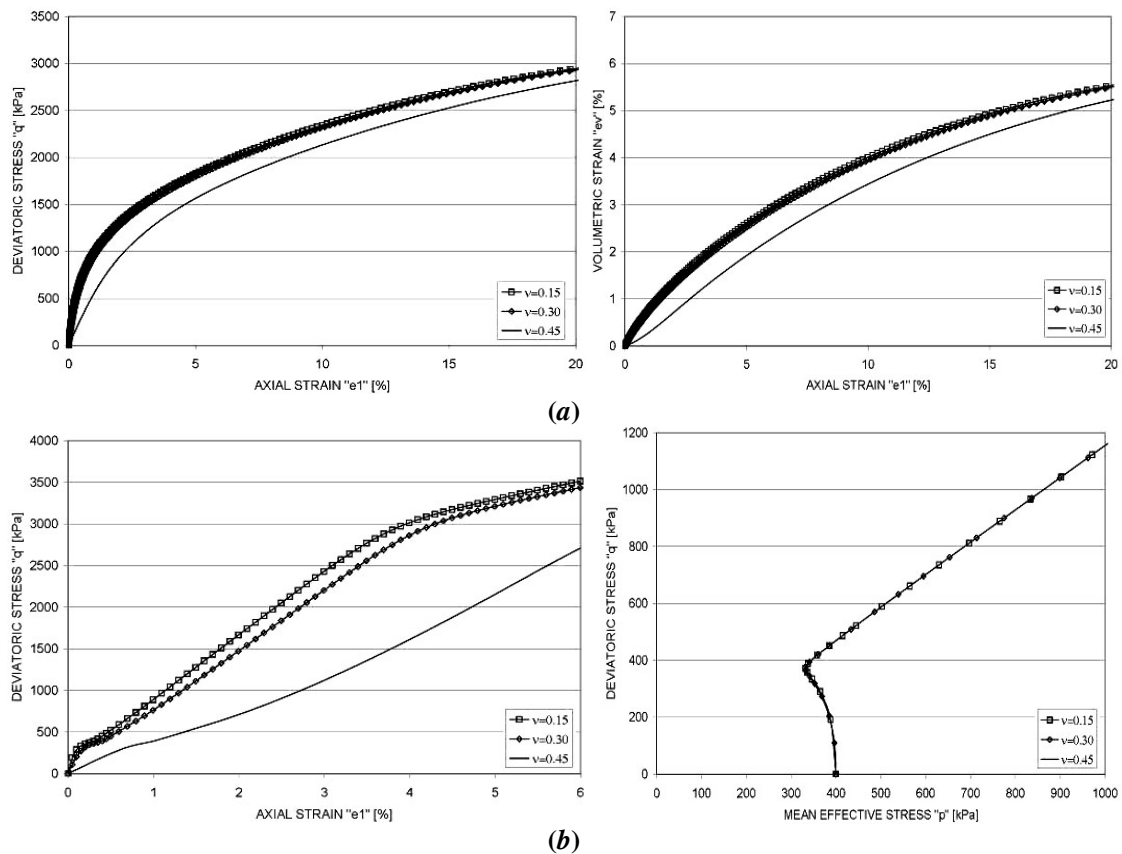 3500
3000
2500
2000
1500
1000
500
0
DEVIATORIC STRESS "q" [kPa]
0 5 10 15 20
AXIAL STRAIN "e1" [%]
ν=0.15
ν=0.30
ν=0.45
7
6
5
4
3
2
1
0
VOLUMETRIC STRAIN "ev" [%]
0 5 10 15 20
AXIAL STRAIN "e1" [%]
ν=0.15
ν=0.30
ν=0.45
(a)
4000
3500
3000
2500
2000
1500
1000
500
0
DEVIATORIC STRESS "q" [kPa]
0 1 2 3 4 5 6
AXIAL STRAIN "e1" [%]
ν=0.15
ν=0.30
ν=0.45
1200
1000
800
600
400
200
0
DEVIATORIC STRESS "q" [kPa]
0 100 200 300 400 500 600 700 800 900 1000
MEAN EFFECTIVE STRESS "p" [kPa]
ν=0.15
ν=0.30
ν=0.45
(b)